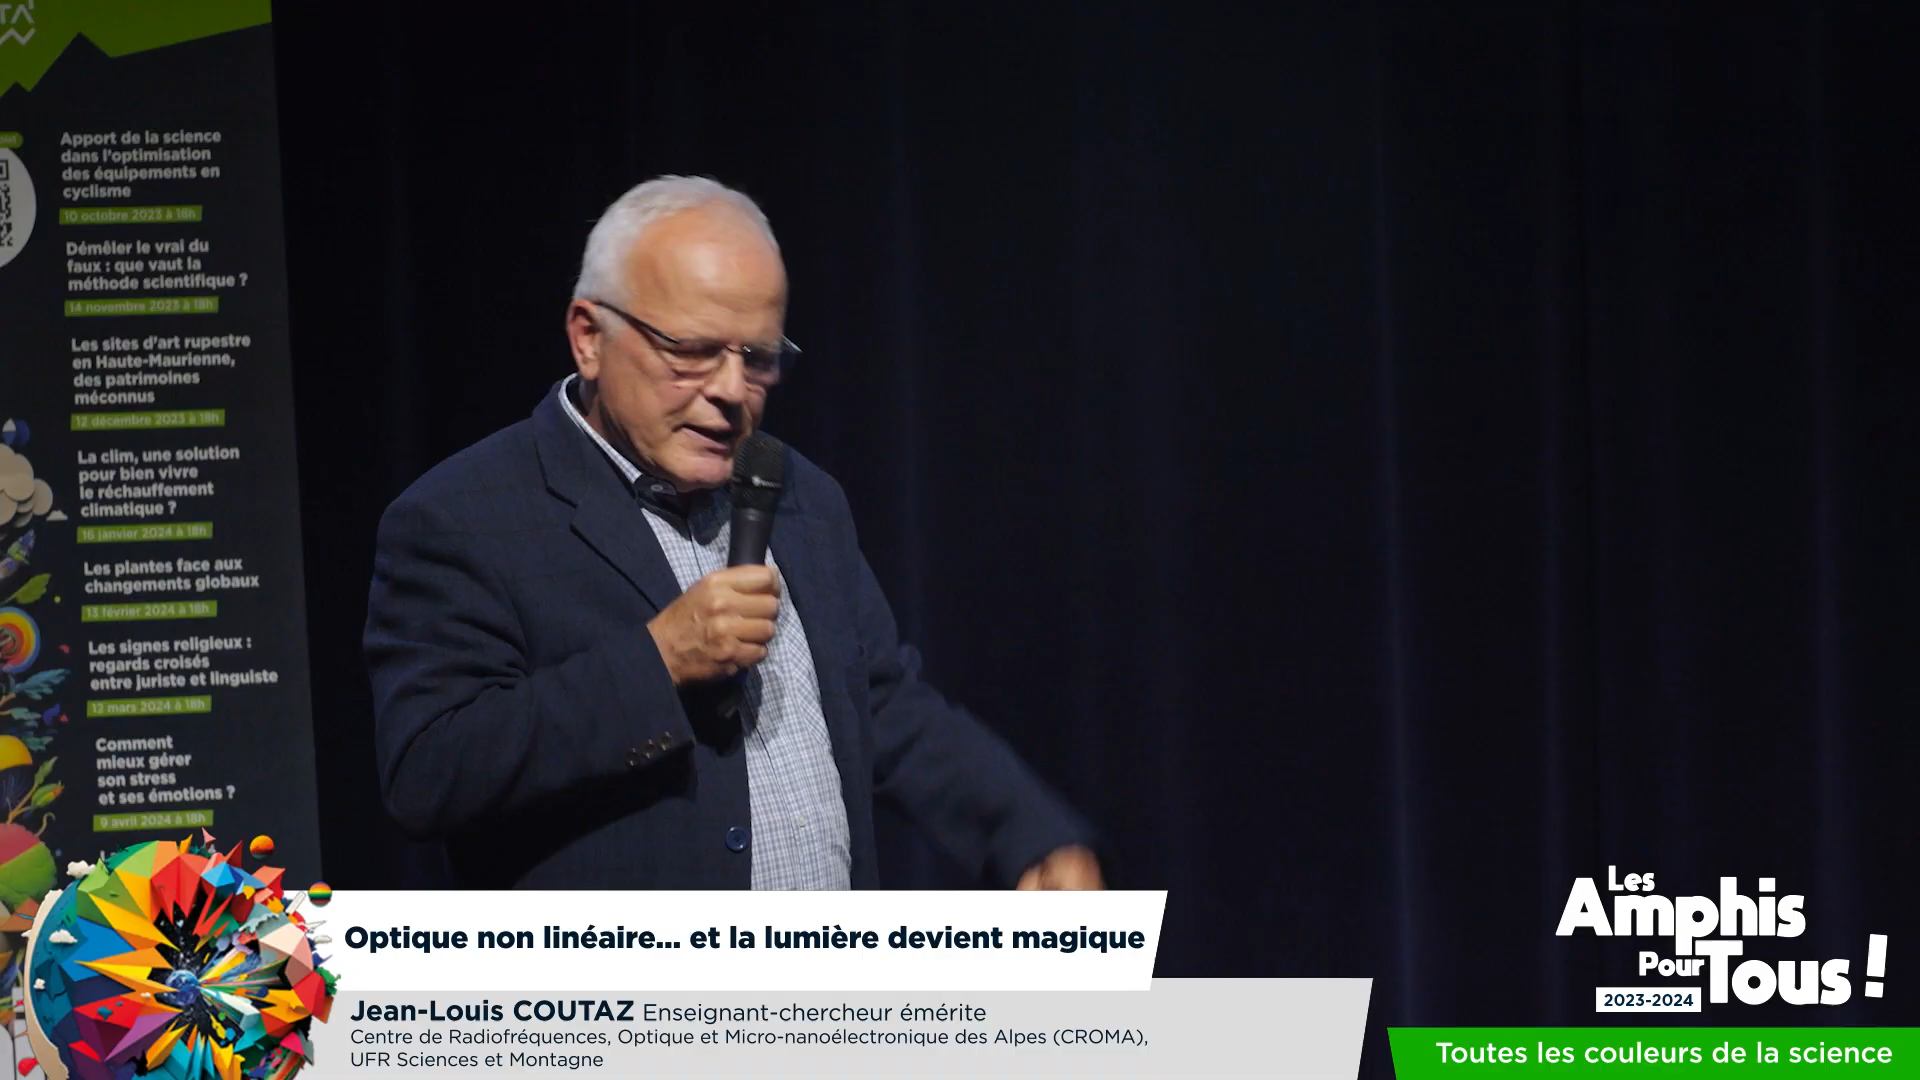 Apport de la science
dans l'optimisation
des équipements en
cyclisme
10 octobre 2023 à 18h
Démêler le vrai du
faux : que vaut la
méthode scientifique ?
14 novembre 2023 à 18h
Les sites d'art rupestre
en Haute-Maurienne,
des patrimoines
méconnus
12 décembre 2023 à 18h
La clim, une solution
pour bien vivre
le réchauffement
climatique ?
16 janvier 2024 à 18h
Les plantes face aux
changements globaux
13 février 2024 à 18h
Les signes religieux :
regards croisés
entre juriste et linguiste
12 mars 2024 à 18h
Comment
mieux gérer
son stress
et ses émotions ?
9 avril 2024 à 18h
Optique non linéaire... et la lumière devient magique
Jean-Louis COUTAZ Enseignant-chercheur émérite
Centre de Radiofréquences, Optique et Micro-nanoélectronique des Alpes (CROMA),
UFR Sciences et Montagne
Les
Amphis
Pour Tous !
2023-2024
Toutes les couleurs de la science